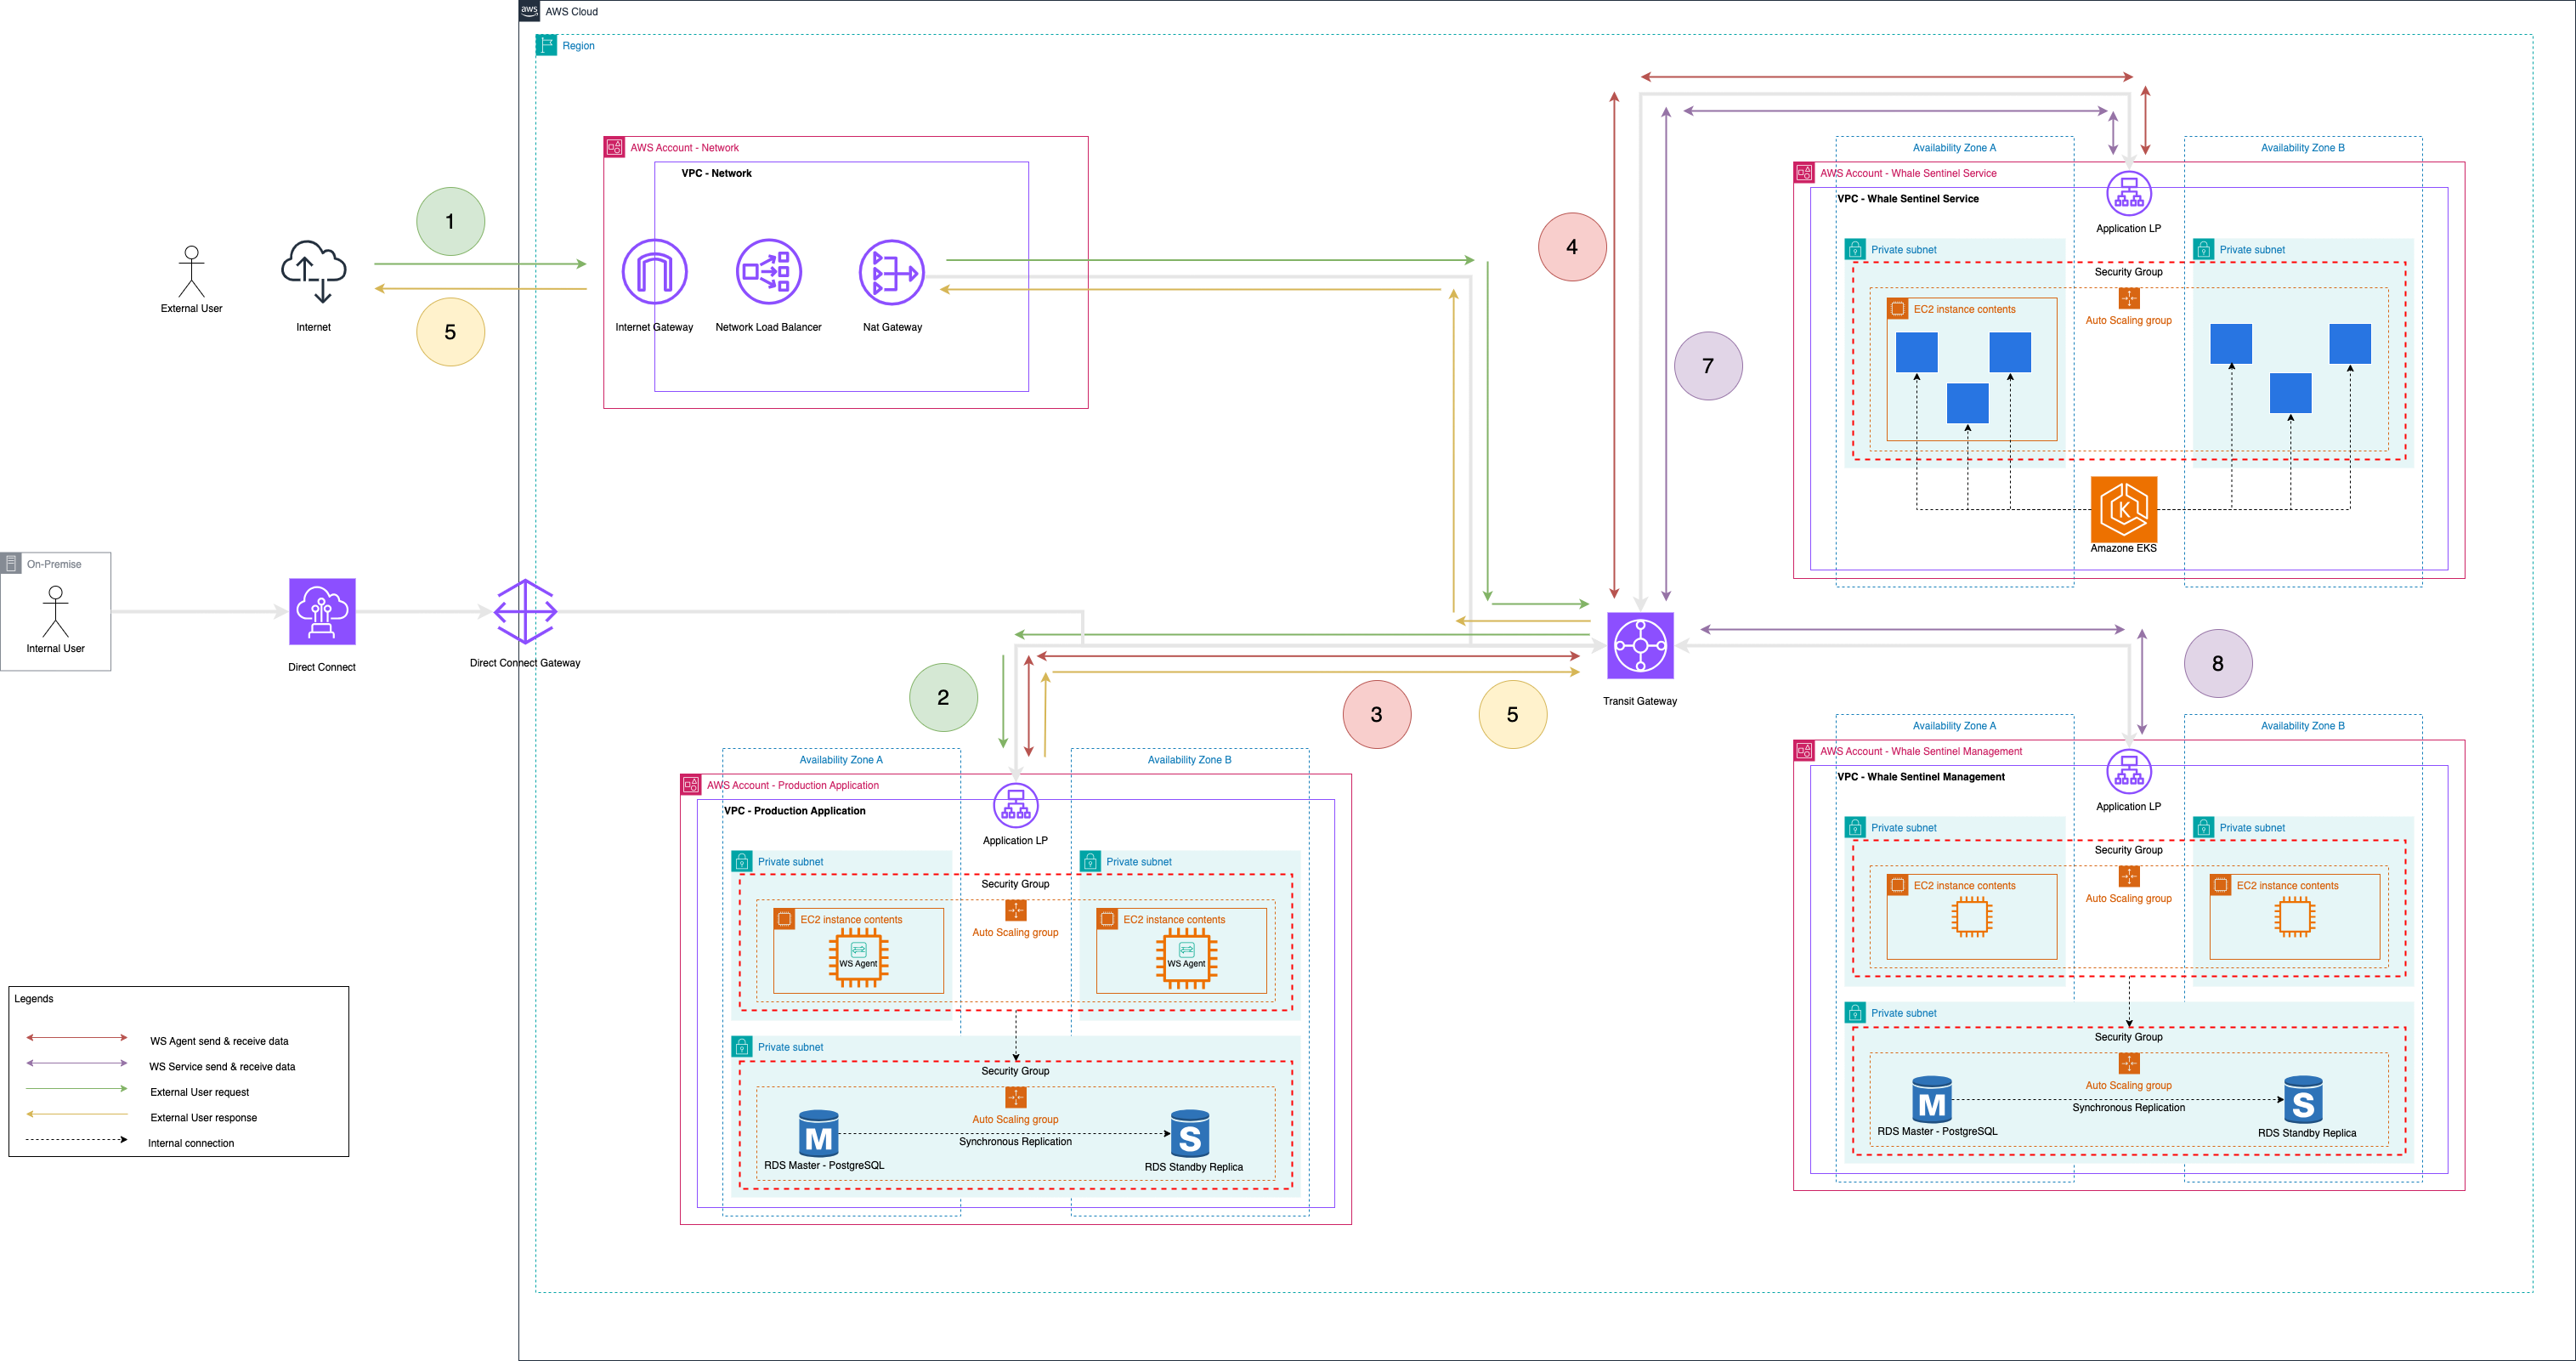 aws
AWS Cloud
Region
AWS Account - Network
VPC - Network
Internet Gateway
Network Load Balancer
Nat Gateway
1
5
External User
Internet
4
7
Availability Zone A
Availability Zone B
AWS Account - Whale Sentinel Service
VPC - Whale Sentinel Service
Application LP
Private subnet
Private subnet
Security Group
EC2 instance contents
Auto Scaling group
K
Amazone EKS
On-Premise
Internal User
Direct Connect
Direct Connect Gateway
Transit Gateway
2
3
5
8
Availability Zone A
Availability Zone B
AWS Account - Production Application
VPC - Production Application
Application LP
Private subnet
Private subnet
Security Group
EC2 instance contents
EC2 instance contents
Auto Scaling group
WS Agent
WS Agent
Private subnet
Security Group
Auto Scaling group
M
S
Synchronous Replication
RDS Master - PostgreSQL
RDS Standby Replica
Availability Zone A
Availability Zone B
AWS Account - Whale Sentinel Management
VPC - Whale Sentinel Management
Application LP
Private subnet
Private subnet
Security Group
EC2 instance contents
EC2 instance contents
Auto Scaling group
Private subnet
Security Group
Auto Scaling group
M
S
Synchronous Replication
RDS Master - PostgreSQL
RDS Standby Replica
Legends
WS Agent send & receive data
WS Service send & receive data
External User request
External User response
Internal connection